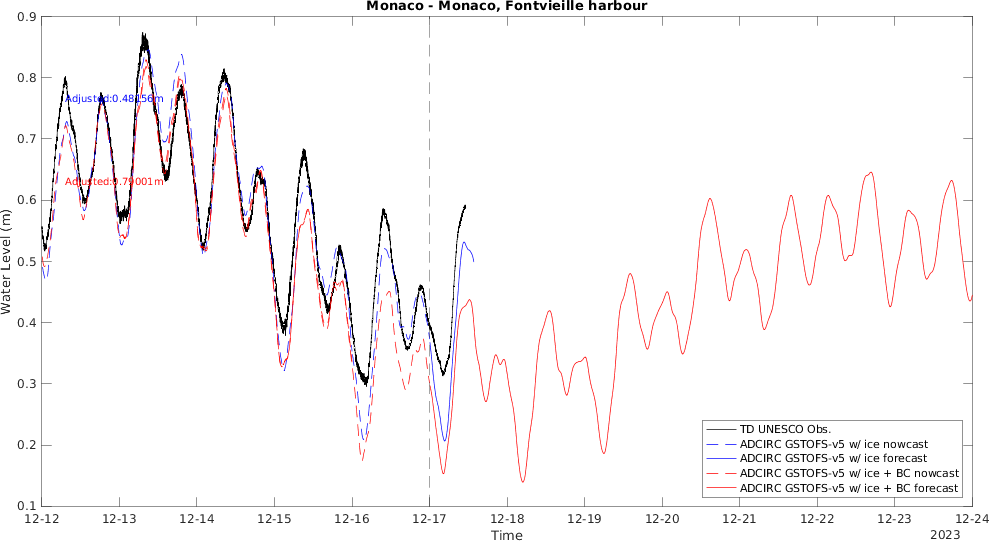 Monaco - Monaco, Fontvieille harbour
0.9
0.8
0.7
0.6
0.5
0.4
0.3
0.2
0.1
Water Level (m)
Adjusted:0.48156m
Adjusted:0.79001m
TD UNESCO Obs.
ADCIRC GSTOFS-v5 w/ ice nowcast
ADCIRC GSTOFS-v5 w/ ice forecast
ADCIRC GSTOFS-v5 w/ ice + BC nowcast
ADCIRC GSTOFS-v5 w/ ice + BC forecast
12-12 12-13 12-14 12-15 12-16 12-17 12-18 12-19 12-20 12-21 12-22 12-23 12-24
Time
2023